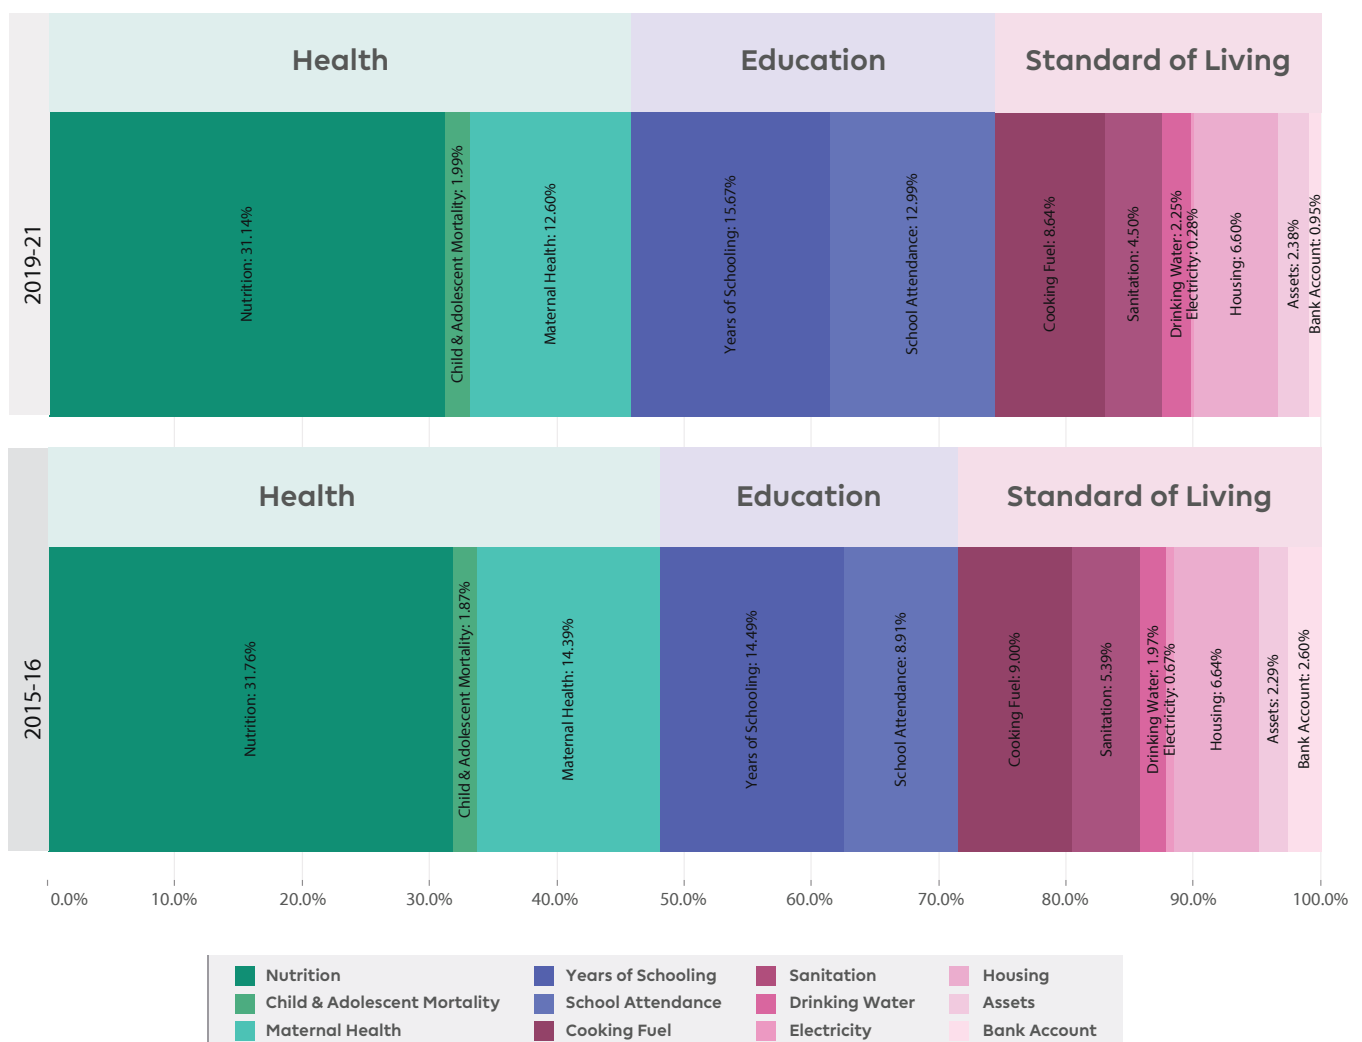 Health
Education
Standard of Living
2019-21
Nutrition: 31.14%
Child & Adolescent Mortality: 1.99%
Maternal Health: 12.60%
Years of Schooling: 15.67%
School Attendance: 12.99%
Cooking Fuel: 8.64%
Sanitation: 4.50%
Drinking Water: 2.25%
Electricity: 0.28%
Housing: 6.60%
Assets: 2.38%
Bank Account: 0.95%
Health
Education
Standard of Living
2015-16
Nutrition: 31.76%
Child & Adolescent Mortality: 1.87%
Maternal Health: 14.39%
Years of Schooling: 14.49%
School Attendance: 8.91%
Cooking Fuel: 9.00%
Sanitation: 5.39%
Drinking Water: 1.97%
Electricity: 0.67%
Housing: 6.64%
Assets: 2.29%
Bank Account: 2.60%
0.0% 10.0% 20.0% 30.0% 40.0% 50.0% 60.0% 70.0% 80.0% 90.0% 100.0%
Nutrition Years of Schooling Sanitation Housing
Child & Adolescent Mortality School Attendance Drinking Water Assets
Maternal Health Cooking Fuel Electricity Bank Account